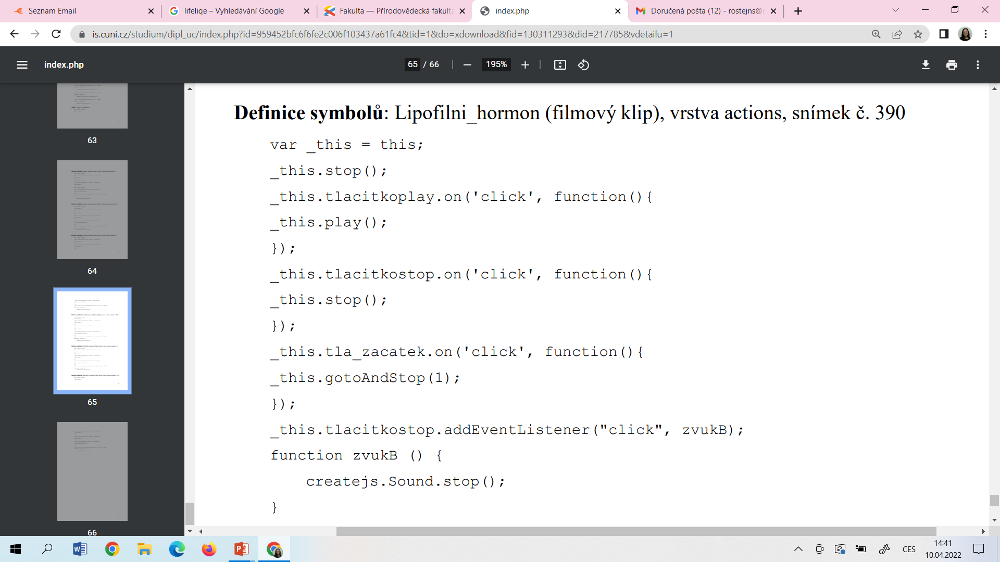 Seznam Email
lifeliqe – Vyhledávání Google
Fakulta — Přírodovědecká fakult
index.php
Doručená pošta (12) - rostejns@
is.cuni.cz/studium/dipl_uc/index.php?id=959452bfc6f6fe2c006f103437a61fc4&tid=1&do=xdownload&fid=130311293&did=217785&vdetailu=1
index.php
65 / 66
195%
63
64
65
66
Definice symbolů: Lipofilni_hormon (filmový klip), vrstva actions, snímek č. 390
var _this = this;
_this.stop();
_this.tlacitkoplay.on('click', function(){
_this.play();
});
_this.tlacitkostop.on('click', function(){
_this.stop();
});
_this.tla_zacatek.on('click', function(){
_this.gotoAndStop(1);
});
_this.tlacitkostop.addEventListener("click", zvukB);
function zvukB () {
createjs.Sound.stop();
}
CES
14:41
10.04.2022